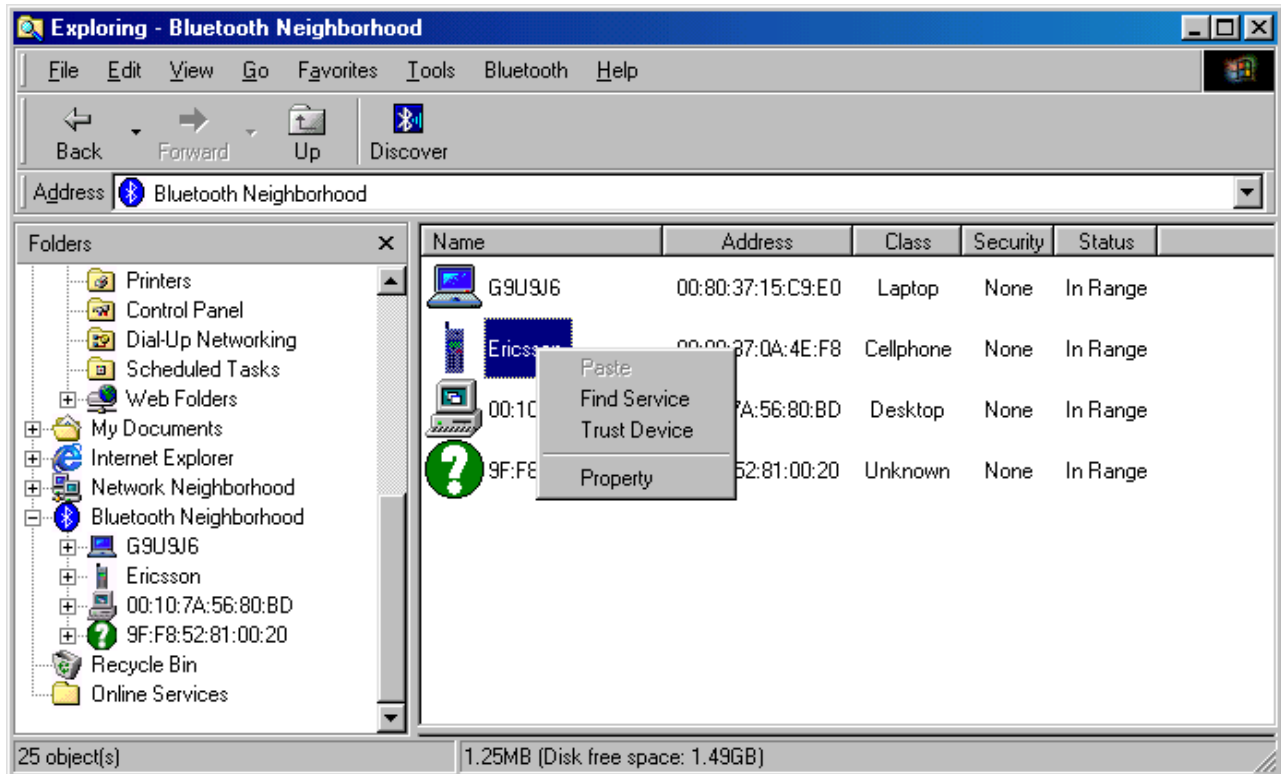 Exploring - Bluetooth Neighborhood
File Edit View Go Favorites Tools Bluetooth Help
Back Forward Up Discover
Address Bluetooth Neighborhood
Folders
Printers
Control Panel
Dial-Up Networking
Scheduled Tasks
Web Folders
My Documents
Internet Explorer
Network Neighborhood
Bluetooth Neighborhood
G9U9J6
Ericsson
00:10:7A:56:80:BD
9F:F8:52:81:00:20
Recycle Bin
Online Services
Name Address Class Security Status
G9U9J6 00:80:37:15:C9:E0 Laptop None In Range
37:0A:4E:F8 Cellphone None In Range
00:10 7A:56:80:BD Desktop None In Range
9F:F8 52:81:00:20 Unknown None In Range
Paste
Find Service
Trust Device
Property
25 object(s) 1.25MB (Disk free space: 1.49GB)